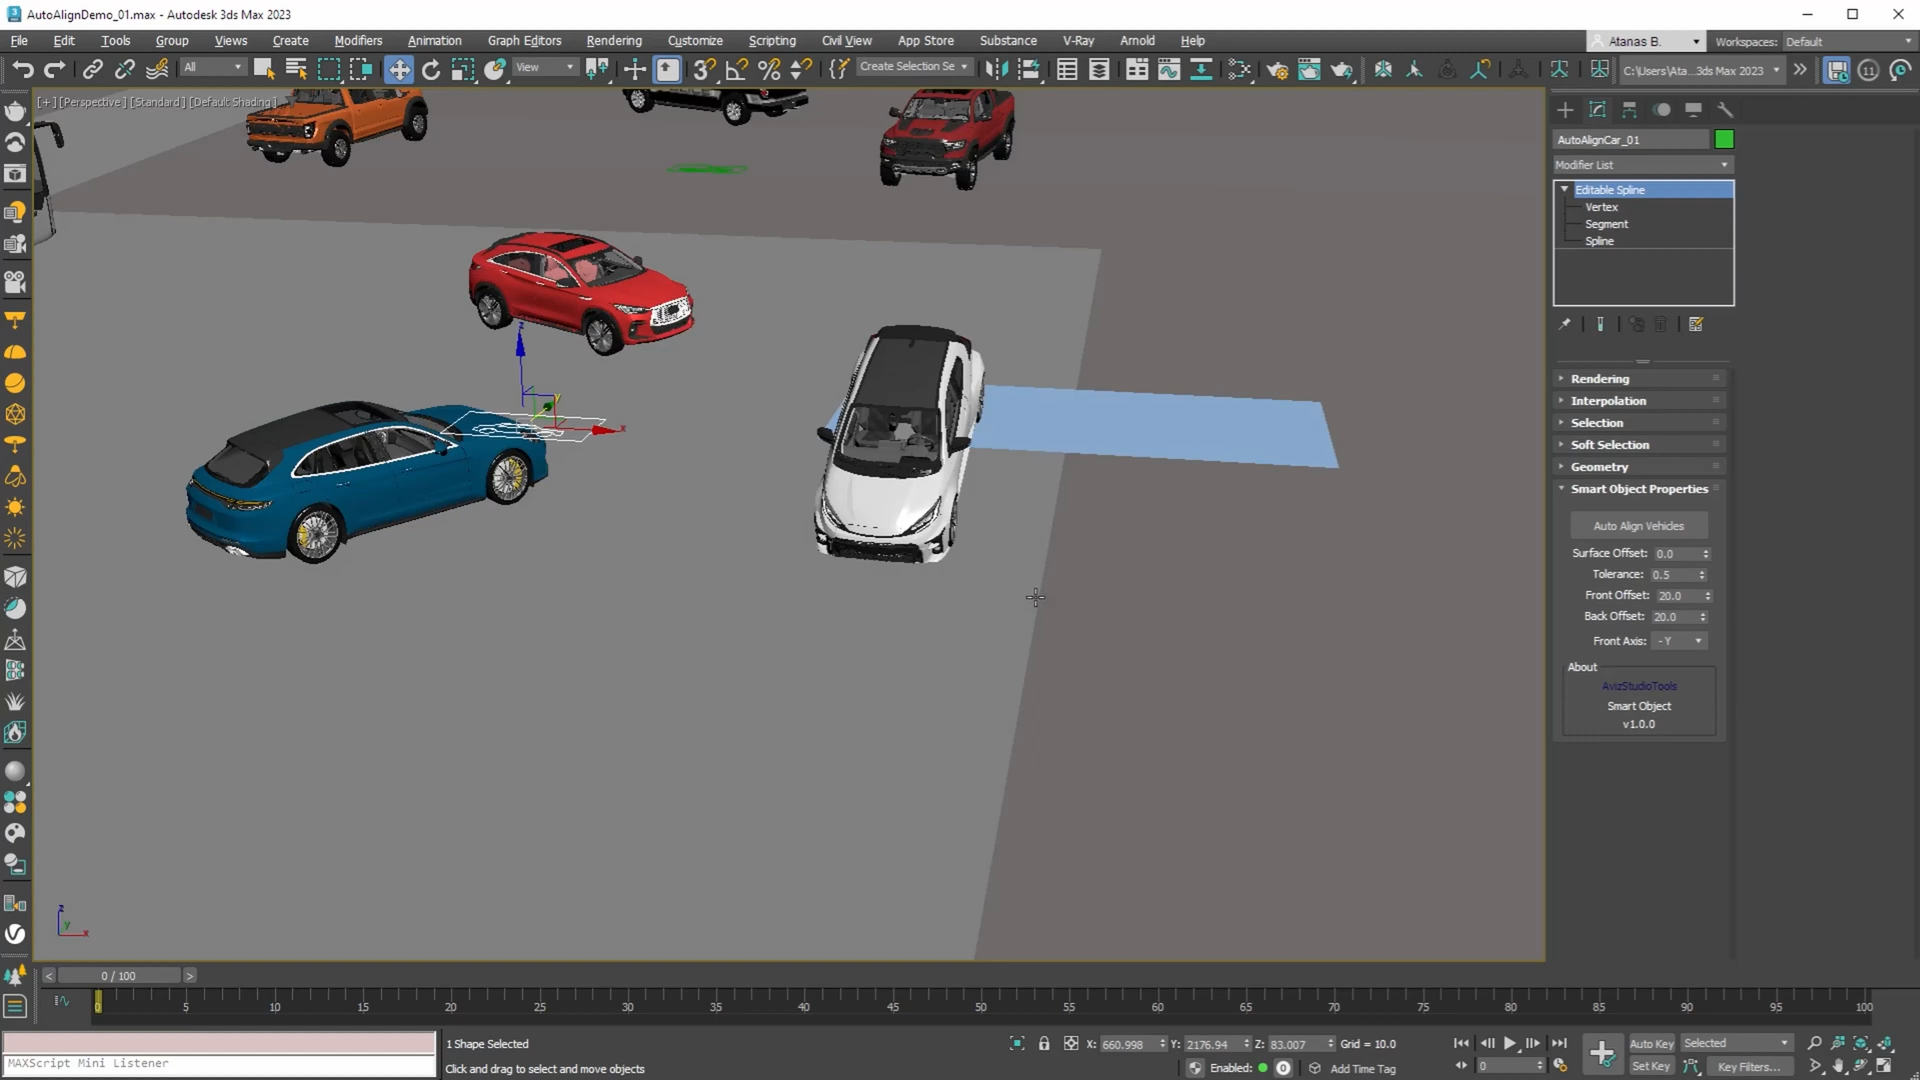 AutoAlignDemo_01.max - Autodesk 3ds Max 2023
File Edit Tools Group Views Create Modifiers Animation Graph Editors Rendering Customize Scripting Civil View App Store Substance V-Ray Arnold Help
Atanas B. Workspaces: Default
All View Create Selection Se C:\Users\Ata...3ds Max 2023 11
[+] [Perspective] [Standard] [Default Shading]
AutoAlignCar_01
Modifier List
Editable Spline
Vertex
Segment
Spline
Rendering
Interpolation
Selection
Soft Selection
Geometry
Smart Object Properties
Auto Align Vehicles
Surface Offset: 0.0
Tolerance: 0.5
Front Offset: 20.0
Back Offset: 20.0
Front Axis: -Y
About
AvizStudioTools
Smart Object
v1.0.0
z
y
x
z
y
x
< 0 / 100 >
0 5 10 15 20 25 30 35 40 45 50 55 60 65 70 75 80 85 90 95 100
1 Shape Selected
X: 660.998 Y: 2176.94 Z: 83.007 Grid = 10.0
Auto Key Selected
MAXScript Mini Listener
Click and drag to select and move objects
Enabled: 0 Add Time Tag
0
Set Key Key Filters...